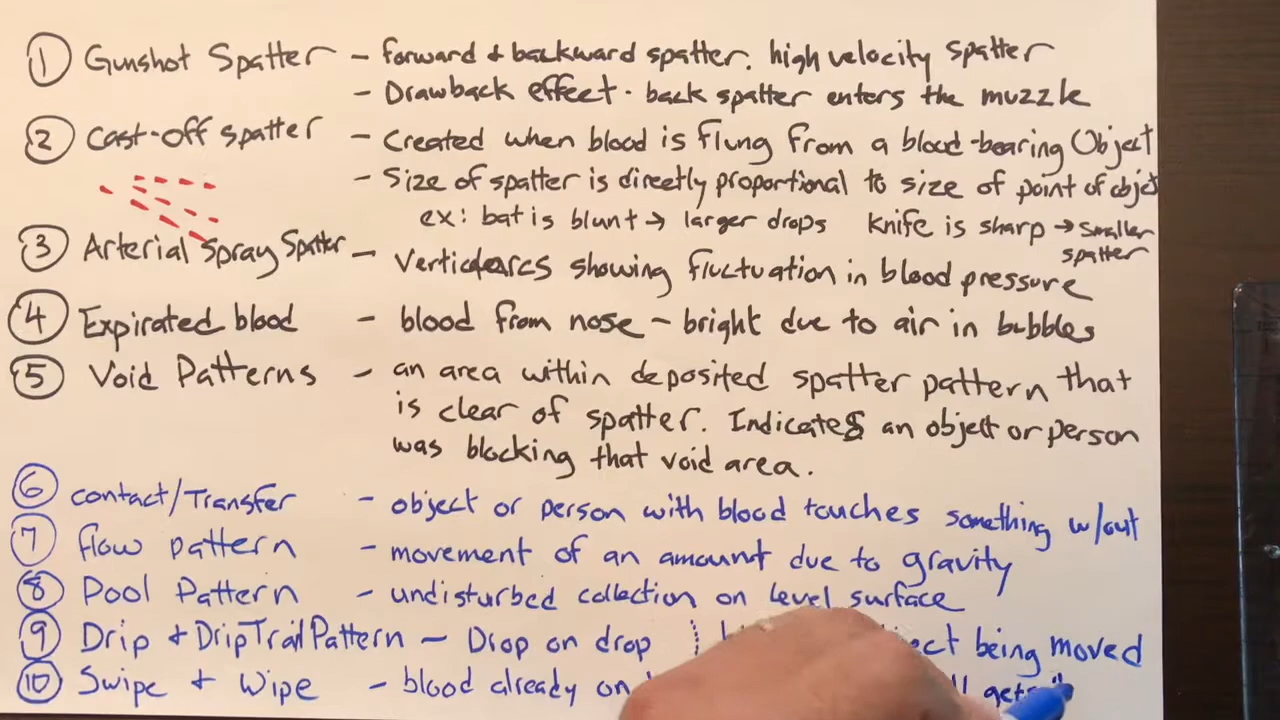 ① Gunshot Spatter - forward & backward spatter. high velocity spatter
- Drawback effect. back spatter enters the muzzle
② Cast-off spatter - Created when blood is flung from a blood-bearing Object
- Size of spatter is directly proportional to size of point of object
ex: bat is blunt → larger drops knife is sharp → smaller
spatter
③ Arterial Spray Spatter - Vertical arcs showing fluctuation in blood pressure
④ Expirated blood - blood from nose - bright due to air in bubbles
⑤ Void Patterns - an area within deposited spatter pattern that
is clear of spatter. Indicates an object or person
was blocking that void area.
⑥ contact/Transfer - object or person with blood touches something w/out
⑦ flow pattern - movement of an amount due to gravity
⑧ Pool Pattern - undisturbed collection on level surface
⑨ Drip & Drip Trail Pattern - Drop on drop being moved
⑩ Swipe & Wipe - blood already on